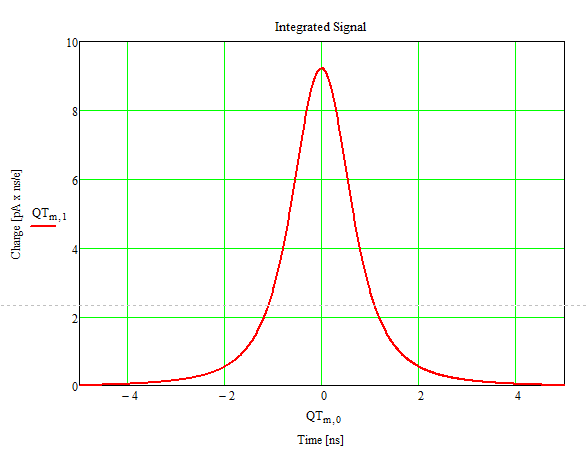 Integrated Signal
10
8
6
4
2
0
Charge [pA x ns/e]
QTm,1
−4 −2 0 2 4
QTm,0
Time [ns]